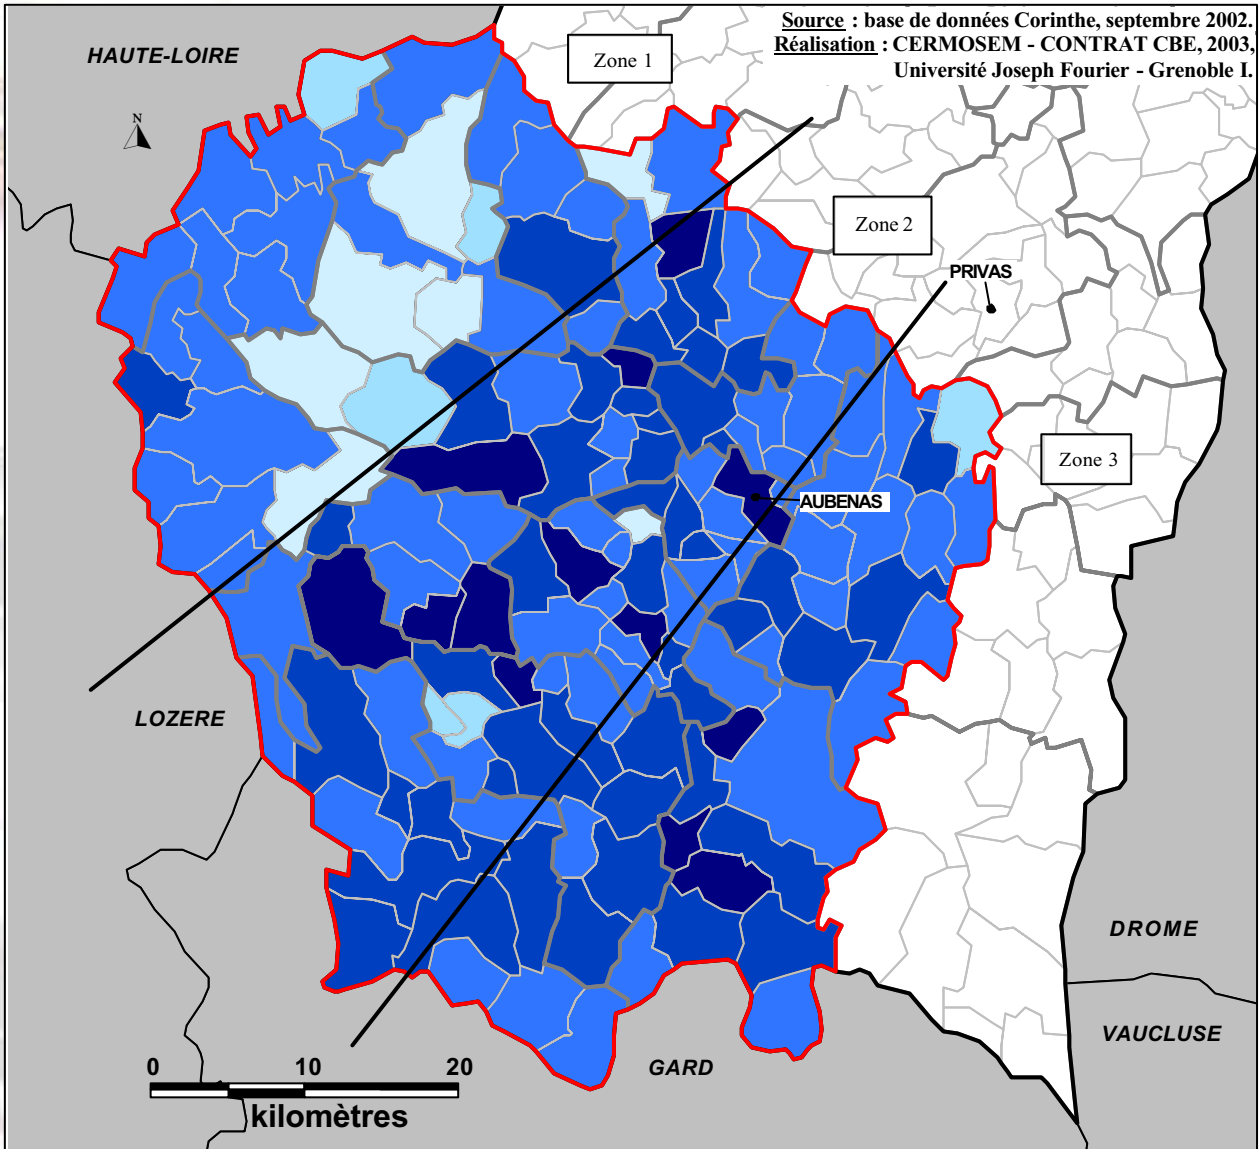 Source : base de données Corinthe, septembre 2002.
Réalisation : CERMOSEM - CONTRAT CBE, 2003,
Université Joseph Fourier - Grenoble I.
HAUTE-LOIRE
Zone 1
N
Zone 2
PRIVAS
Zone 3
AUBENAS
LOZERE
DROME
VAUCLUSE
GARD
0 10 20
kilomètres